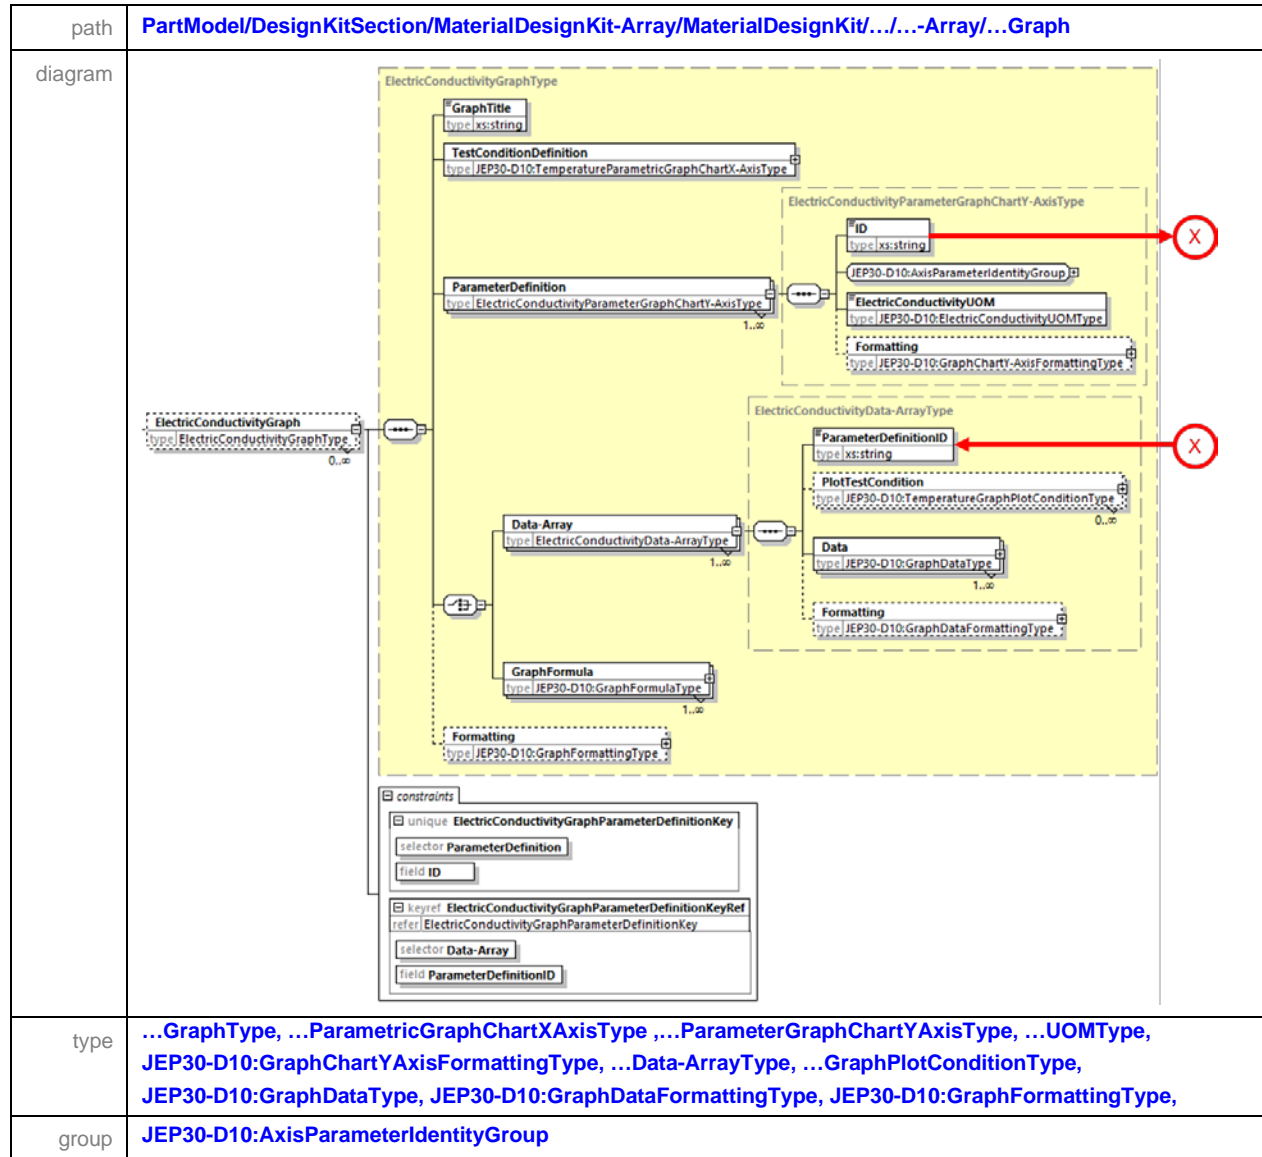 path
PartModel/DesignKitSection/MaterialDesignKit-Array/MaterialDesignKit/…/…-Array/…Graph
diagram
ElectricConductivityGraphType
GraphTitle
type xs:string
TestConditionDefinition
type JEP30-D10:TemperatureParametricGraphChartX-AxisType
ElectricConductivityParameterGraphChartY-AxisType
ID
type xs:string
X
JEP30-D10:AxisParameterIdentityGroup
ParameterDefinition
type ElectricConductivityParameterGraphChartY-AxisType
1..∞
ElectricConductivityUOM
type JEP30-D10:ElectricConductivityUOMType
Formatting
type JEP30-D10:GraphChartY-AxisFormattingType
ElectricConductivityGraph
type ElectricConductivityGraphType
0..∞
ElectricConductivityData-ArrayType
ParameterDefinitionID
type xs:string
X
PlotTestCondition
type JEP30-D10:TemperatureGraphPlotConditionType
0..∞
Data-Array
type ElectricConductivityData-ArrayType
1..∞
Data
type JEP30-D10:GraphDataType
1..∞
Formatting
type JEP30-D10:GraphDataFormattingType
GraphFormula
type JEP30-D10:GraphFormulaType
1..∞
Formatting
type JEP30-D10:GraphFormattingType
constraints
unique ElectricConductivityGraphParameterDefinitionKey
selector ParameterDefinition
field ID
keyref ElectricConductivityGraphParameterDefinitionKeyRef
refer ElectricConductivityGraphParameterDefinitionKey
selector Data-Array
field ParameterDefinitionID
type
…GraphType, …ParametricGraphChartXAxisType ,…ParameterGraphChartYAxisType, …UOMType,
JEP30-D10:GraphChartYAxisFormattingType, …Data-ArrayType, …GraphPlotConditionType,
JEP30-D10:GraphDataType, JEP30-D10:GraphDataFormattingType, JEP30-D10:GraphFormattingType,
group
JEP30-D10:AxisParameterIdentityGroup